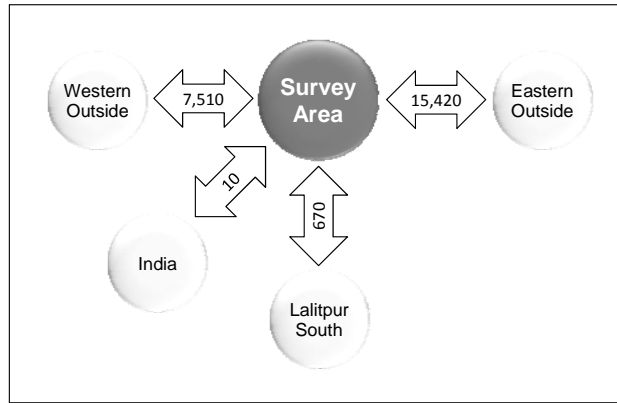 Western
Outside
7,510
Survey
Area
15,420
Eastern
Outside
10
670
India
Lalitpur
South